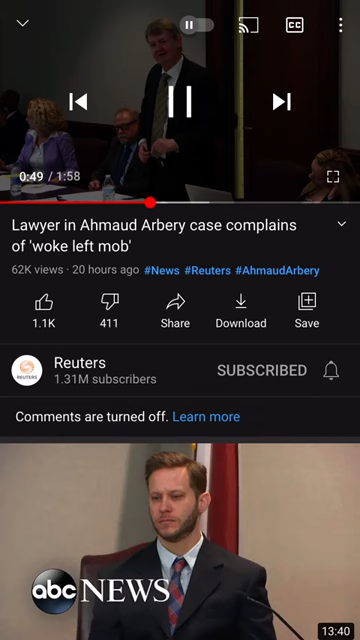 0:49 / 1:58
Lawyer in Ahmaud Arbery case complains
of 'woke left mob'
62K views · 20 hours ago #News #Reuters #AhmaudArbery
1.1K
411
Share
Download
Save
REUTERS
Reuters
1.31M subscribers
SUBSCRIBED
Comments are turned off. Learn more
abc NEWS
13:40
CC